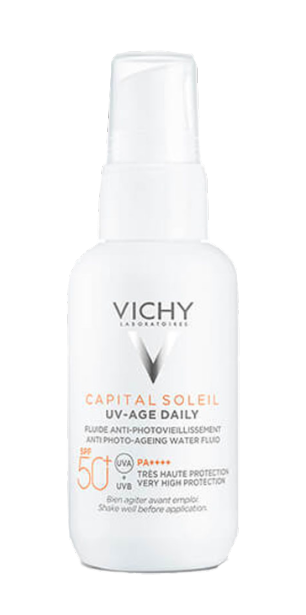 VICHY
LABORATOIRES
V
CAPITAL SOLEIL
UV-AGE DAILY
FLUIDE ANTI-PHOTOVIEILLISSEMENT
ANTI PHOTO-AGEING WATER FLUID
SPF
50+
UVA
+
UVB
PA++++
TRÈS HAUTE PROTECTION
VERY HIGH PROTECTION
Bien agiter avant emploi.
Shake well before application.